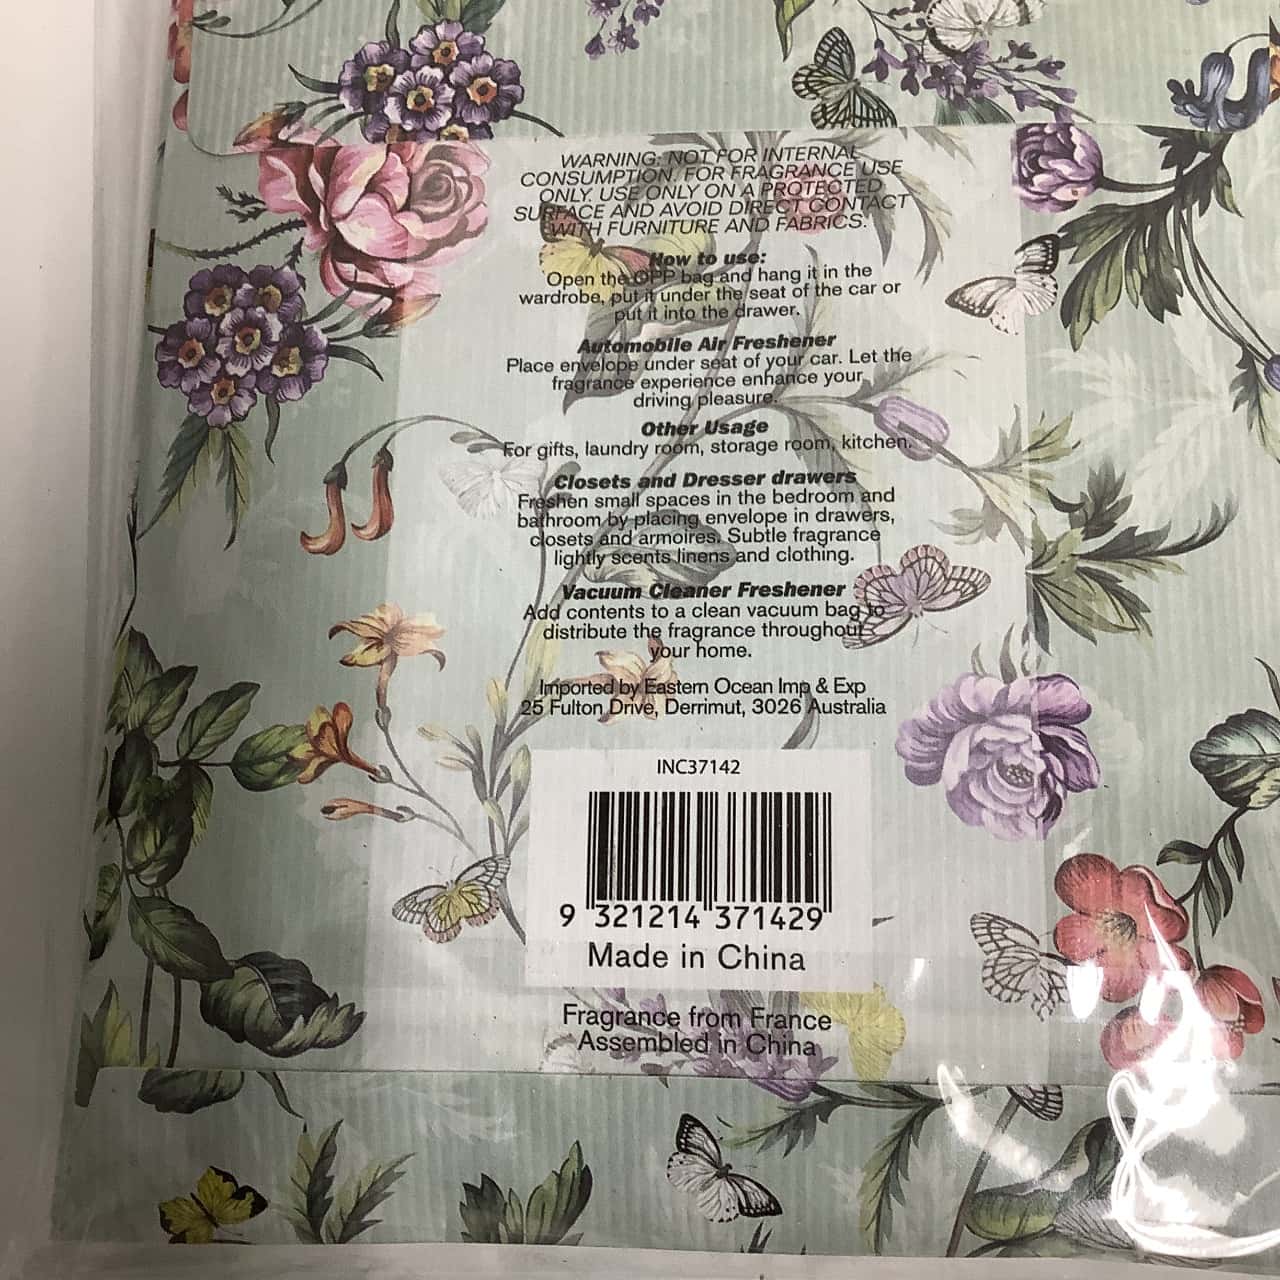 WARNING: NOT FOR INTERNAL
CONSUMPTION. FOR FRAGRANCE USE
ONLY. USE ONLY ON A PROTECTED
SURFACE AND AVOID DIRECT CONTACT
WITH FURNITURE AND FABRICS.
How to use:
Open the OPP bag and hang it in the
wardrobe, put it under the seat of the car or
put it into the drawer.
Automobile Air Freshener
Place envelope under seat of your car. Let the
fragrance experience enhance your
driving pleasure.
Other Usage
For gifts, laundry room, storage room, kitchen.
Closets and Dresser drawers
Freshen small spaces in the bedroom and
bathroom by placing envelope in drawers,
closets and armoires. Subtle fragrance
lightly scents linens and clothing.
Vacuum Cleaner Freshener
Add contents to a clean vacuum bag to
distribute the fragrance throughout
your home.
Imported by Eastern Ocean Imp & Exp
25 Fulton Drive, Derrimut, 3026 Australia
INC37142
9 321214 371429
Made in China
Fragrance from France
Assembled in China